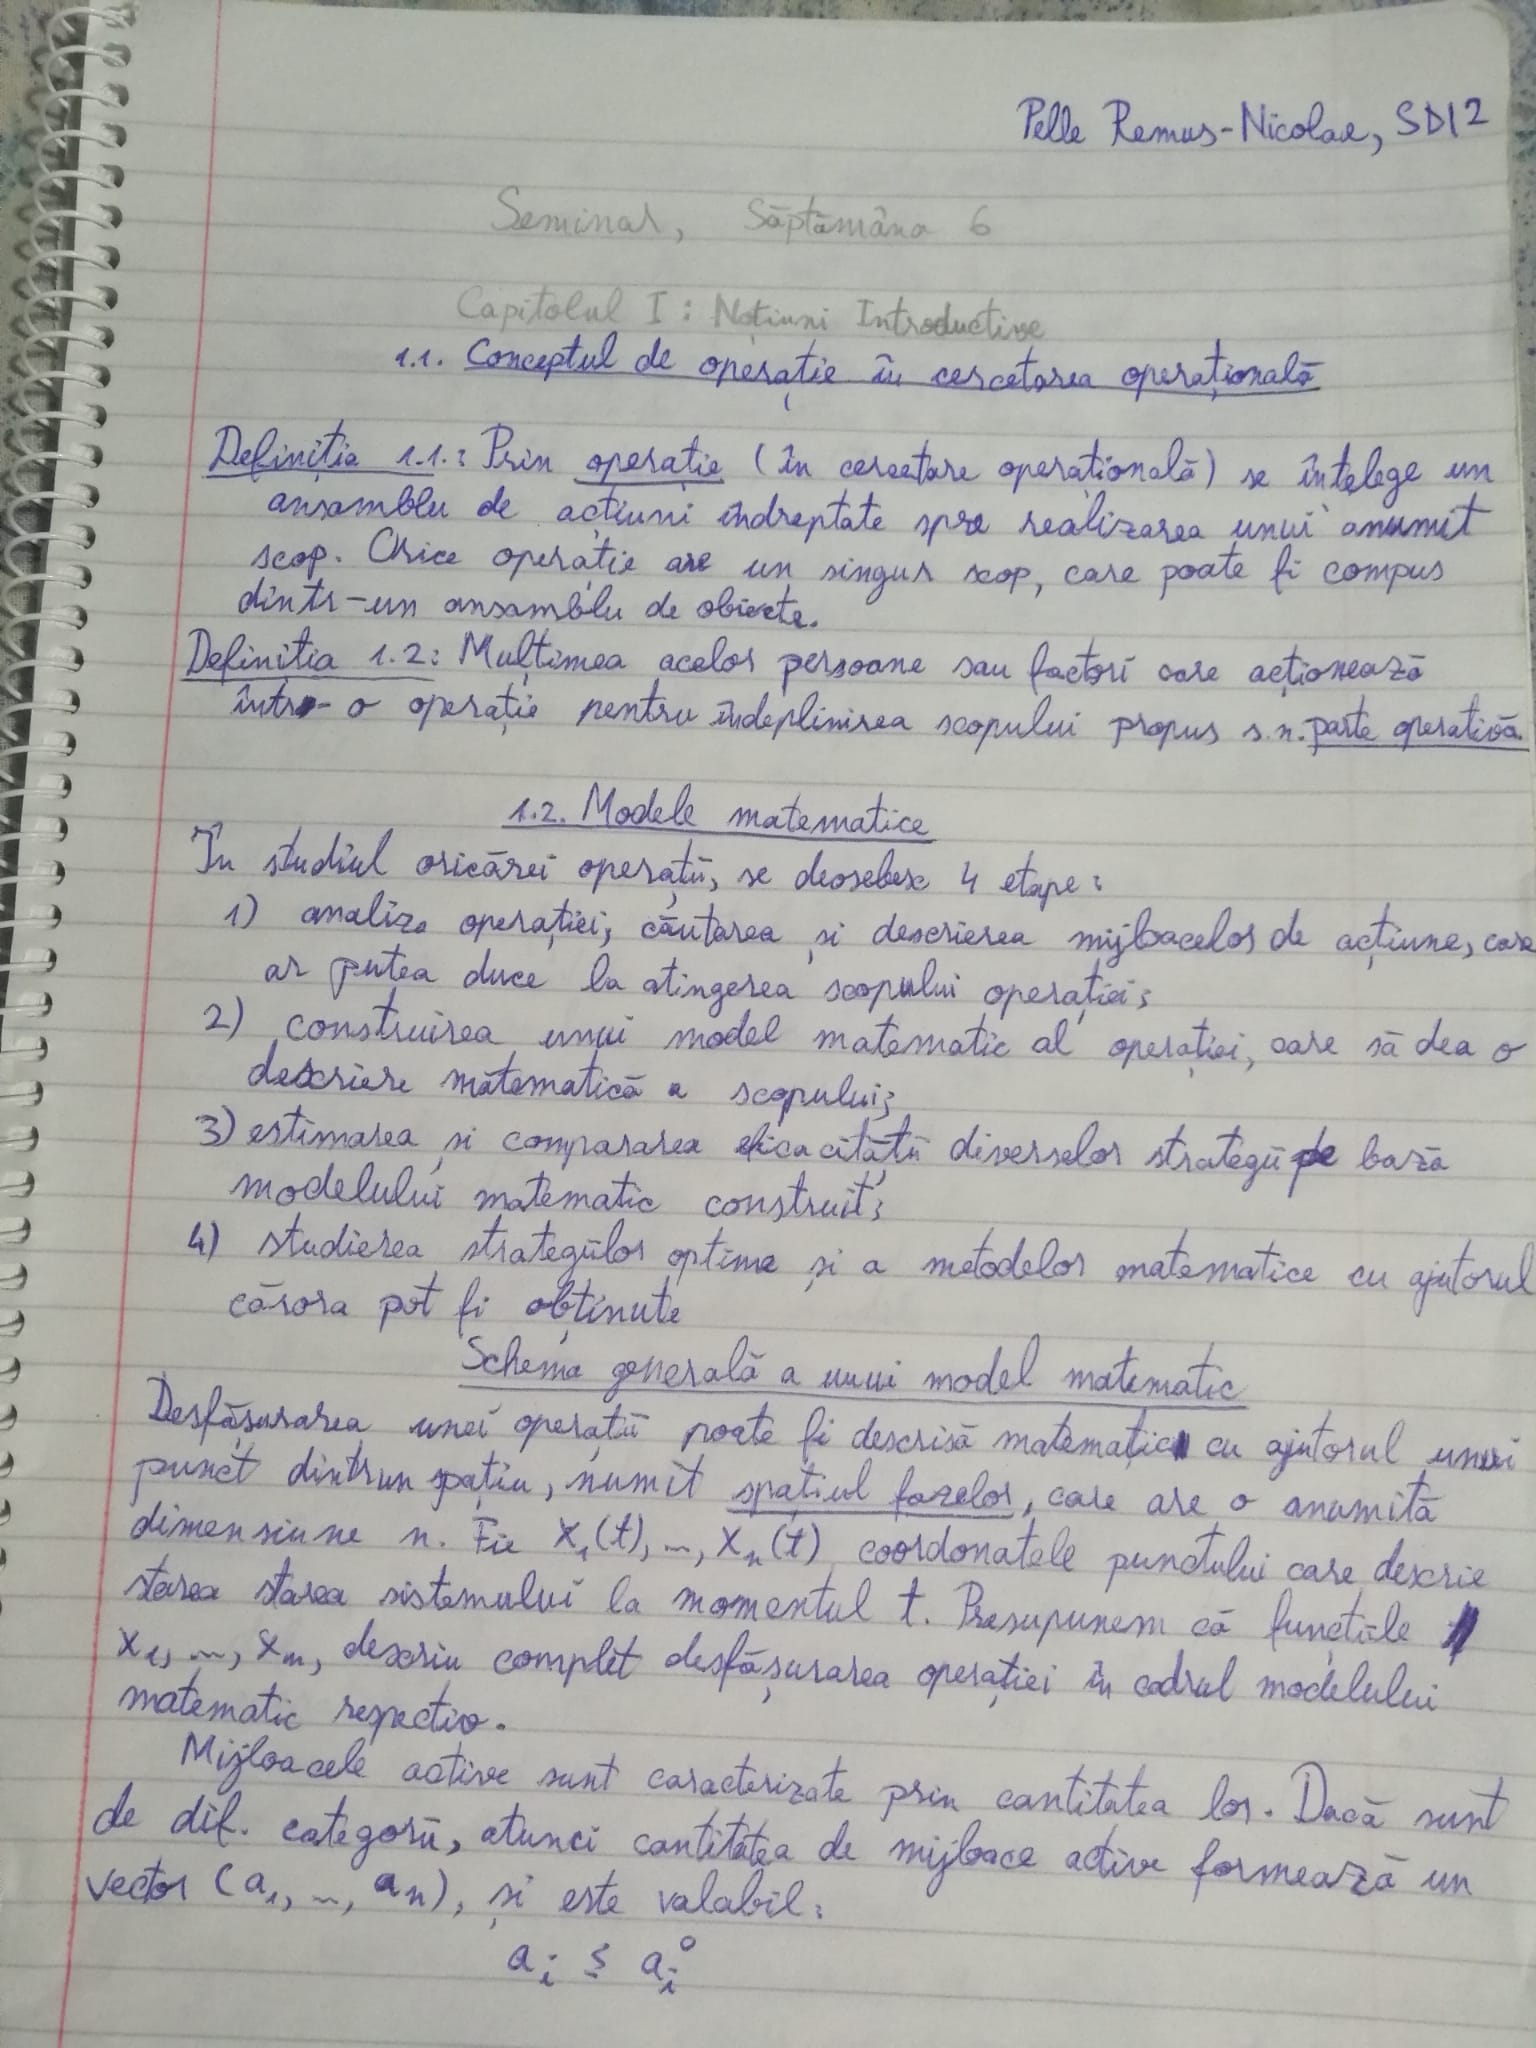 Pelle Remus-Nicolae, SDI2
Seminar, Săptămâna 6
Capitolul I: Noțiuni Introductive
1.1. Conceptul de operație în cercetarea operațională
Definiția 1.1.: Prin operație (în cercetare operațională) se înțelege un
ansamblu de acțiuni îndreptate spre realizarea unui anumit
scop. Orice operație are un singur scop, care poate fi compus
dintr-un ansamblu de obiecte.
Definiția 1.2: Mulțimea acelor persoane sau factori care acționează
într-o operație pentru îndeplinirea scopului propus s.n. parte operativă.
1.2. Modele matematice
În studiul oricărei operații, se deosebesc 4 etape:
1) analiza operației; căutarea și descrierea mijloacelor de acțiune, care
ar putea duce la atingerea scopului operației;
2) construirea unui model matematic al operației, care să dea o
descriere matematică a scopului;
3) estimarea și compararea eficacității diverselor strategii pe baza
modelului matematic construit;
4) studierea strategiilor optime și a metodelor matematice cu ajutorul
cărora pot fi obținute
Schema generală a unui model matematic
Desfășurarea unei operații poate fi descrisă matematic cu ajutorul unui
punct dintrun spațiu, numit spațiul fazelor, care are o anumită
dimensiune n. Fie x₁(t), ..., xₙ(t) coordonatele punctului care descrie
starea starea sistemului la momentul t. Presupunem că funcțiile
x₁, ..., xₙ, descriu complet desfășurarea operației în cadrul modelului
matematic respectiv.
Mijloacele active sunt caracterizate prin cantitatea lor. Dacă sunt
de dif. categorii, atunci cantitatea de mijloace active formează un
vector (a₁, ..., aₙ), și este valabil:
aᵢ ≤ aᵢ⁰